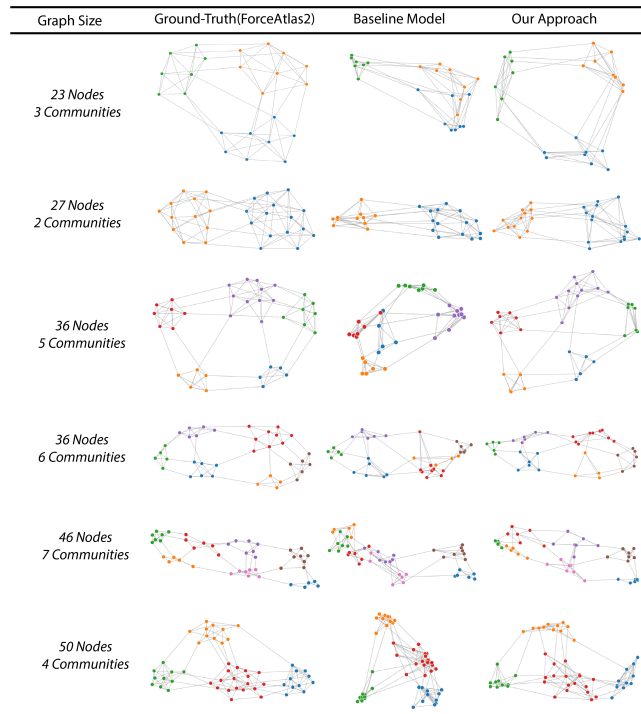 Graph Size Ground-Truth(ForceAtlas2) Baseline Model Our Approach
23 Nodes
3 Communities
27 Nodes
2 Communities
36 Nodes
5 Communities
36 Nodes
6 Communities
46 Nodes
7 Communities
50 Nodes
4 Communities